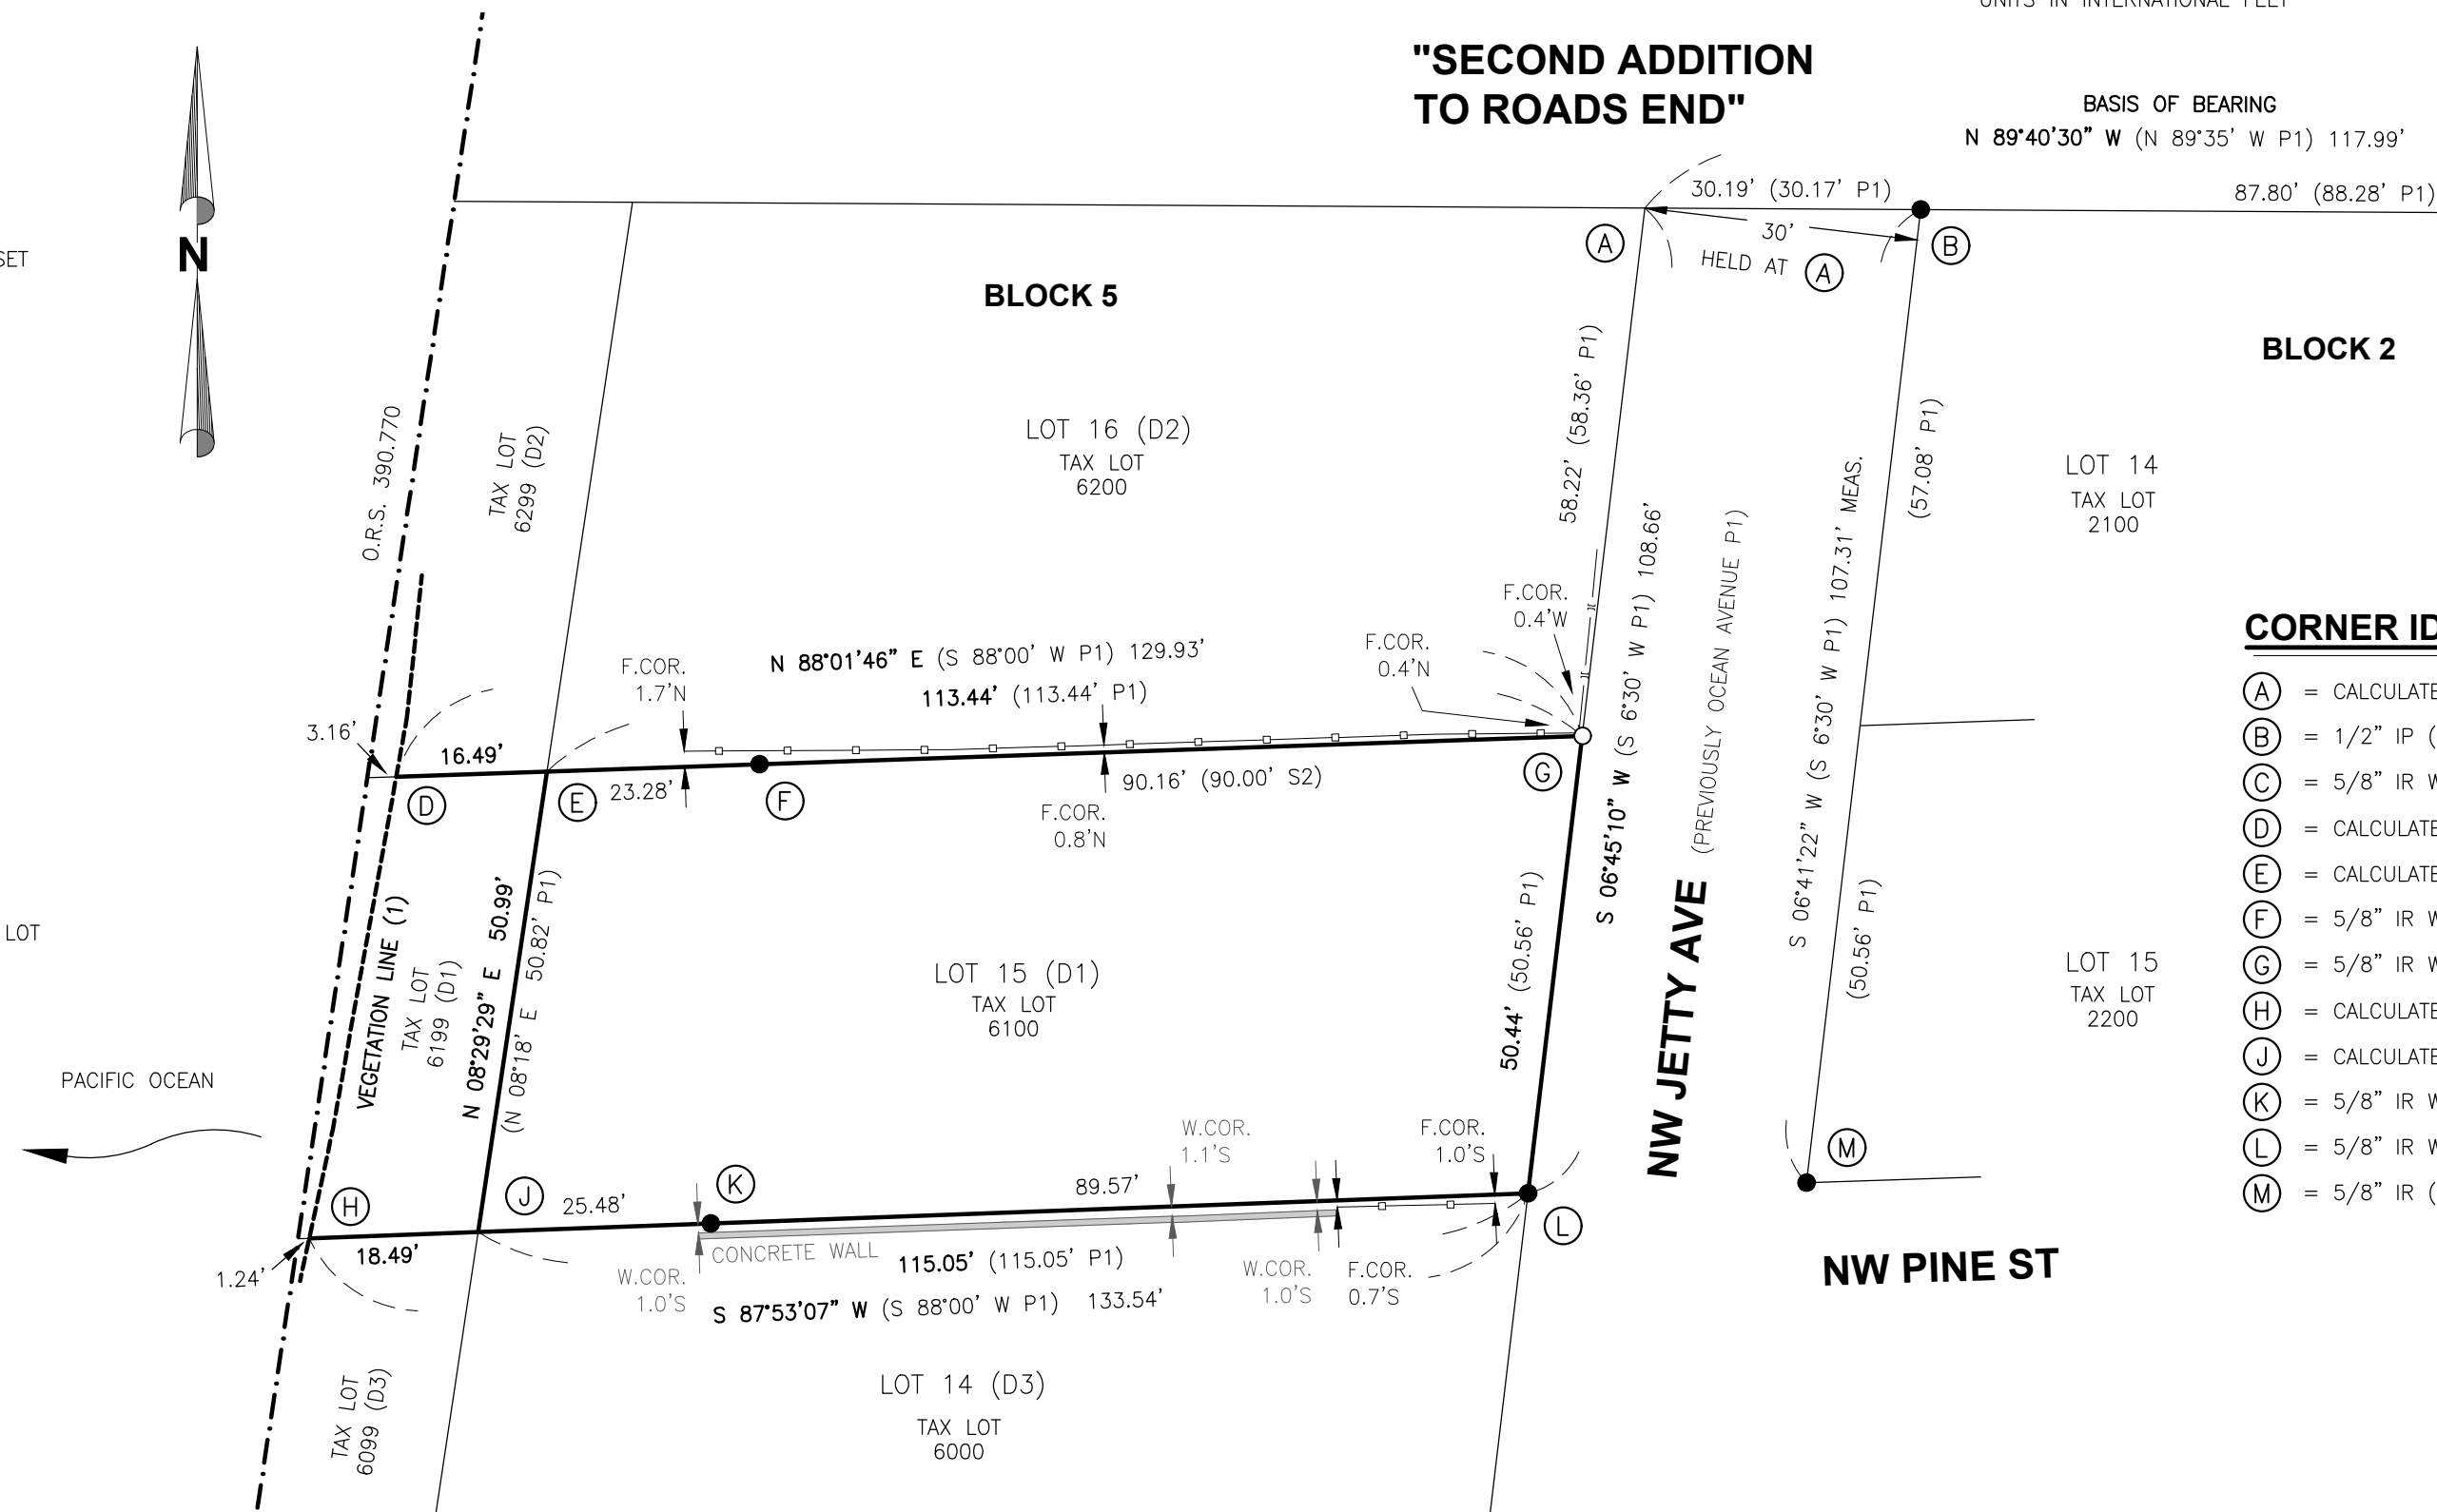 "SECOND ADDITION
TO ROADS END"
BASIS OF BEARING
N 89°40'30" W (N 89°35' W P1) 117.99'
30.19' (30.17' P1)
87.80' (88.28' P1)
30'
HELD AT A
A
B
N
SET
BLOCK 5
BLOCK 2
O.R.S. 390.770
TAX LOT
6299 (D2)
LOT 16 (D2)
TAX LOT
6200
58.22' (58.36' P1)
(57.08' P1)
LOT 14
TAX LOT
2100
S 06°45'10" W (S 6°30' W P1) 108.66'
S 06°41'22" W (S 6°30' W P1) 107.31' MEAS.
NW JETTY AVE (PREVIOUSLY OCEAN AVENUE P1)
F.COR.
0.4'W
F.COR.
0.4'N
F.COR.
1.7'N
N 88°01'46" E (S 88°00' W P1) 129.93'
113.44' (113.44' P1)
3.16'
16.49'
23.28'
90.16' (90.00' S2)
F.COR.
0.8'N
D
E
F
G
VEGETATION LINE (1)
TAX LOT
6199 (D1)
N 08°29'29" E 50.99'
(N 08°18' E 50.82' P1)
LOT 15 (D1)
TAX LOT
6100
50.44' (50.56' P1)
(50.56' P1)
LOT 15
TAX LOT
2200
LOT
PACIFIC OCEAN
H
J
K
L
M
25.48'
89.57'
W.COR.
1.1'S
F.COR.
1.0'S
18.49'
1.24'
CONCRETE WALL
115.05' (115.05' P1)
W.COR.
1.0'S
W.COR.
1.0'S
F.COR.
0.7'S
S 87°53'07" W (S 88°00' W P1) 133.54'
NW PINE ST
TAX LOT
6099 (D3)
LOT 14 (D3)
TAX LOT
6000
CORNER ID
A = CALCULATE
B = 1/2" IP (
C = 5/8" IR W
D = CALCULATE
E = CALCULATE
F = 5/8" IR W
G = 5/8" IR W
H = CALCULATE
J = CALCULATE
K = 5/8" IR W
L = 5/8" IR W
M = 5/8" IR (